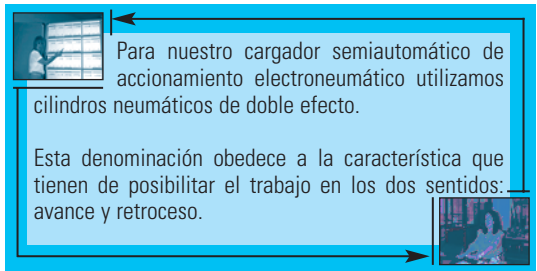 Para nuestro cargador semiautomático de
accionamiento electroneumático utilizamos
cilindros neumáticos de doble efecto.
Esta denominación obedece a la característica que
tienen de posibilitar el trabajo en los dos sentidos:
avance y retroceso.